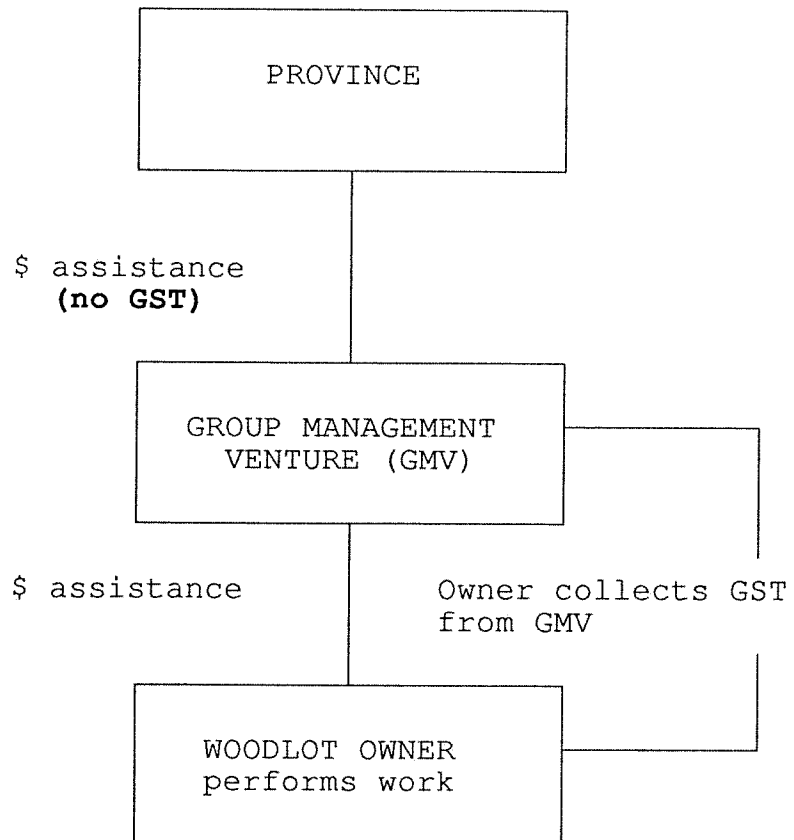 PROVINCE
$ assistance
(no GST)
GROUP MANAGEMENT
VENTURE (GMV)
$ assistance
Owner collects GST
from GMV
WOODLOT OWNER
performs work